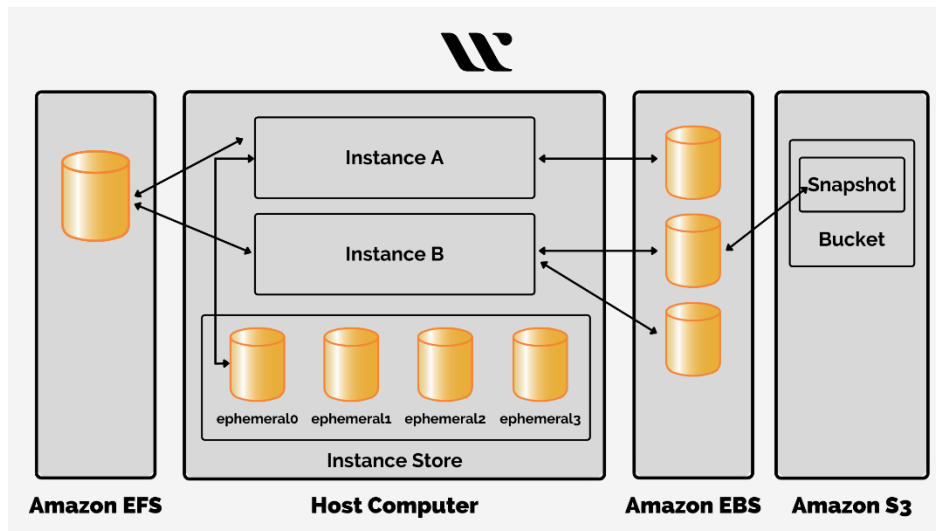 Instance A
Instance B
ephemeral0
ephemeral1
ephemeral2
ephemeral3
Instance Store
Snapshot
Bucket
Amazon EFS
Host Computer
Amazon EBS
Amazon S3